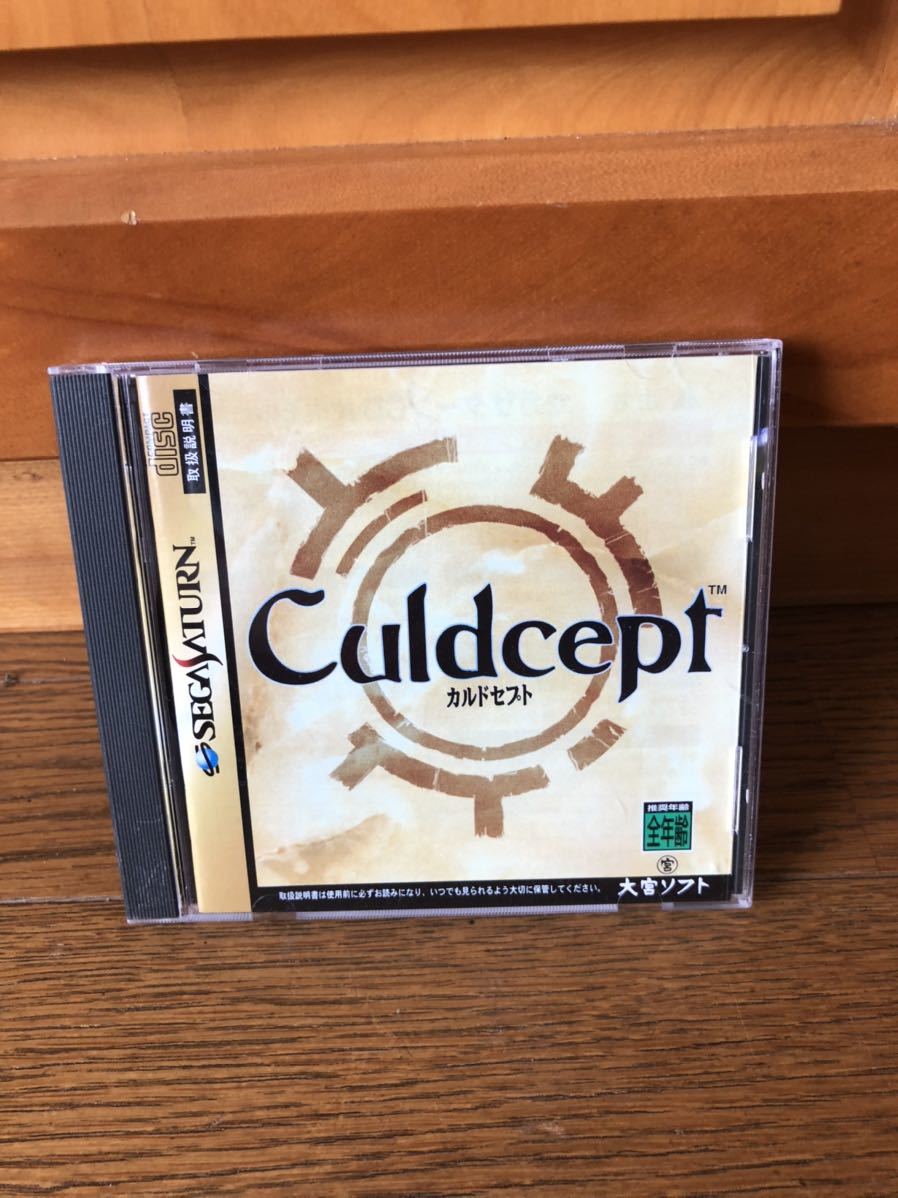 COMPACT
DISC
取扱説明書
SEGA SATURN™
Culdcept™
カルドセプト
推奨年齢
全年齢
宮
大宮ソフト
取扱説明書は使用前に必ずお読みになり、いつでも見られるよう大切に保管してください。